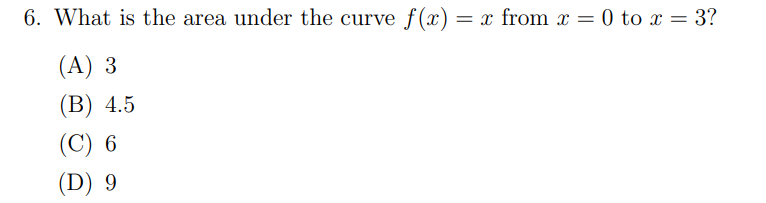 6. What is the area under the curve f(x) = x from x = 0 to x = 3?
(A) 3
(B) 4.5
(C) 6
(D) 9